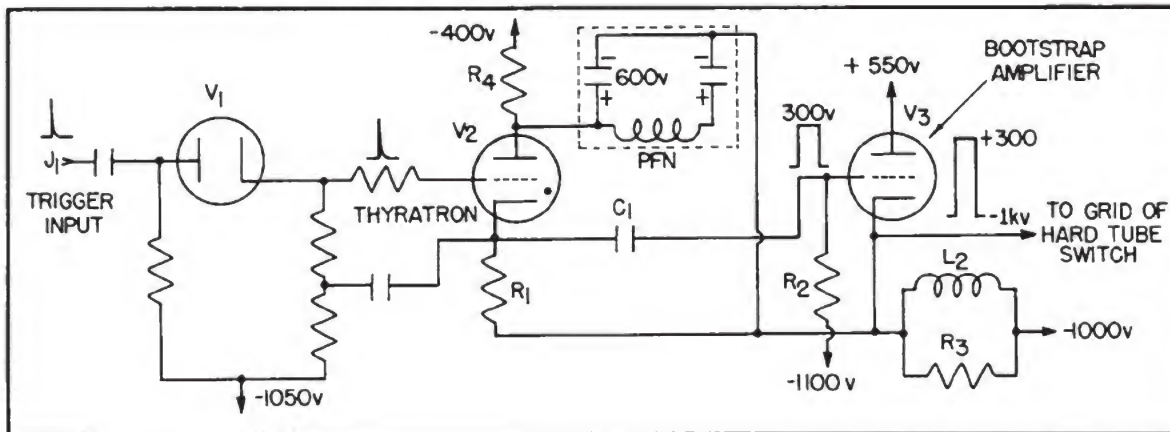 -400v
R4
600v
PFN
BOOTSTRAP
AMPLIFIER
+ 550v
V1
V2
300v
V3
+300
-1kv
J1
TRIGGER
INPUT
THYRATRON
C1
TO GRID OF
HARD TUBE
SWITCH
R1
R2
L2
R3
-1000v
-1100v
-1050v